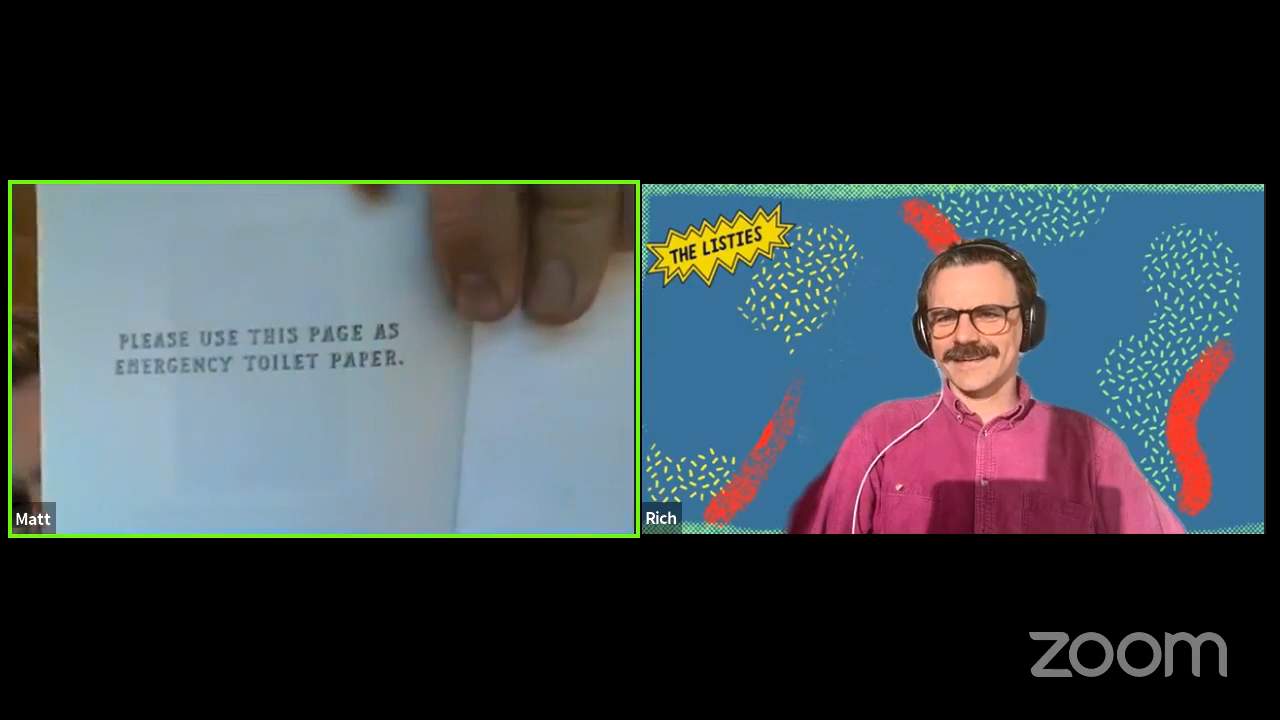 PLEASE USE THIS PAGE AS
EMERGENCY TOILET PAPER.
Matt
THE LISTIES
Rich
zoom